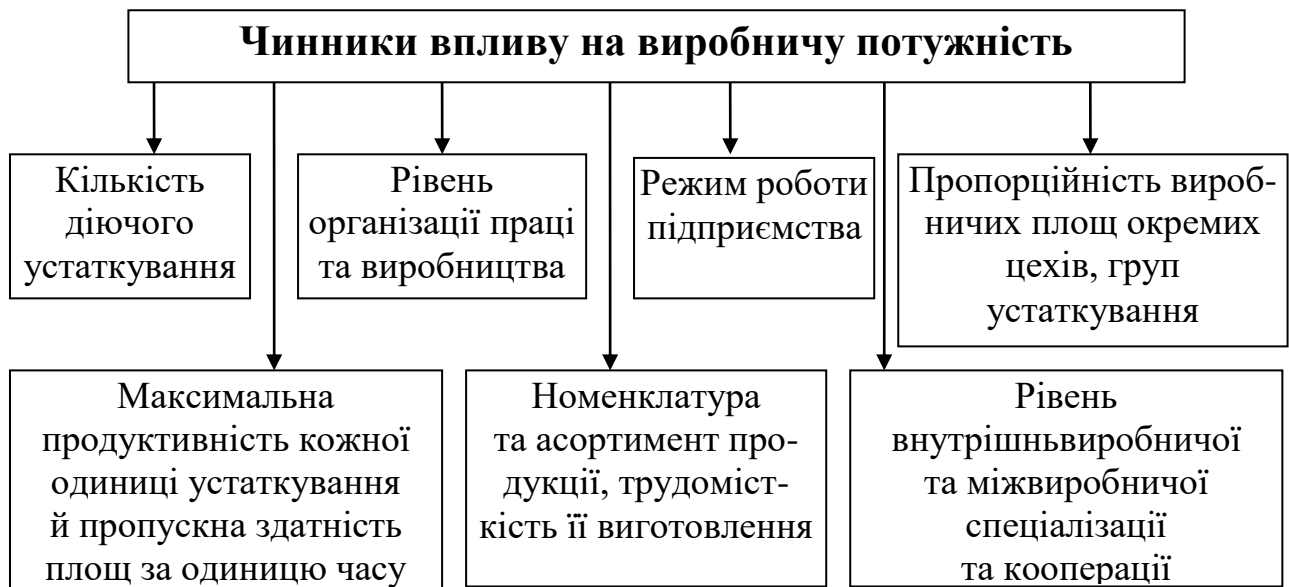 Чинники впливу на виробничу потужність
Кількість
діючого
устаткування
Рівень
організації праці
та виробництва
Режим роботи
підприємства
Пропорційність вироб-
ничих площ окремих
цехів, груп
устаткування
Максимальна
продуктивність кожної
одиниці устаткування
й пропускна здатність
площ за одиницю часу
Номенклатура
та асортимент про-
дукції, трудоміст-
кість її виготовлення
Рівень
внутрішньвиробничої
та міжвиробничої
спеціалізації
та кооперації